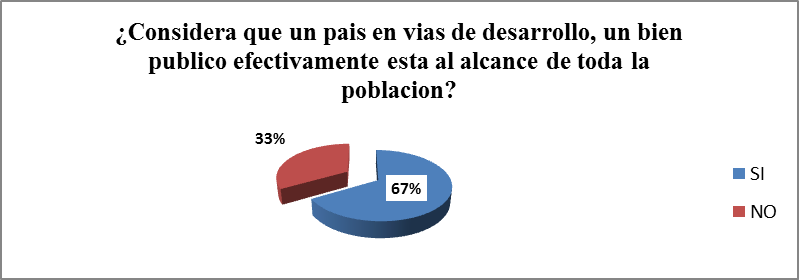 ¿Considera que un pais en vias de desarrollo, un bien
publico efectivamente esta al alcance de toda la
poblacion?
33%
67%
SI
NO